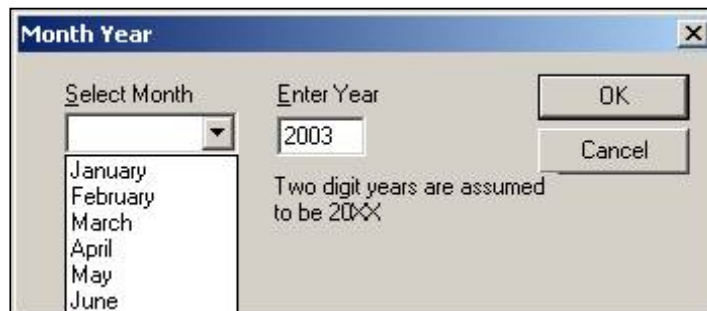 Month Year
Select Month
Enter Year
OK
2003
Cancel
January
February
March
April
May
June
Two digit years are assumed
to be 20XX